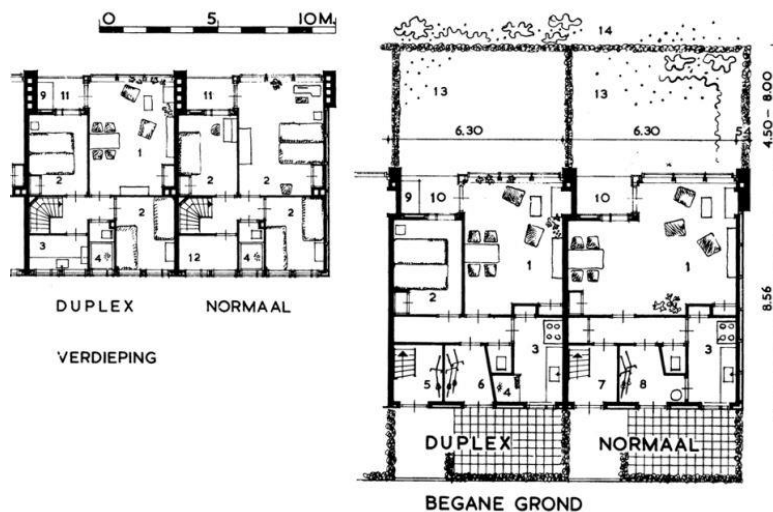 0 5 10 M.
14
9 11 11
13 13
1
6.30 6.30 5
4.50 - 8.00
2 2 2
9 10 10
2 2
3 4 12 4
1 1
2
8.56
DUPLEX NORMAAL
VERDIEPING
3 3
5 6 4 7 8
DUPLEX NORMAAL
BEGANE GROND